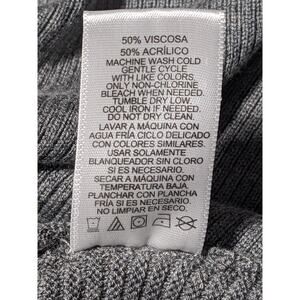 50% VISCOSA
50% ACRÍLICO
MACHINE WASH COLD
GENTLE CYCLE
WITH LIKE COLORS.
ONLY NON-CHLORINE
BLEACH WHEN NEEDED.
TUMBLE DRY LOW.
COOL IRON IF NEEDED.
DO NOT DRY CLEAN.
LAVAR A MÁQUINA CON
AGUA FRÍA CICLO DELICADO
CON COLORES SIMILARES.
USAR SOLAMENTE
BLANQUEADOR SIN CLORO
SI ES NECESARIO.
SECAR A MÁQUINA CON
TEMPERATURA BAJA.
PLANCHAR CON PLANCHA
FRÍA SI ES NECESARIO.
NO LIMPIAR EN SECO.